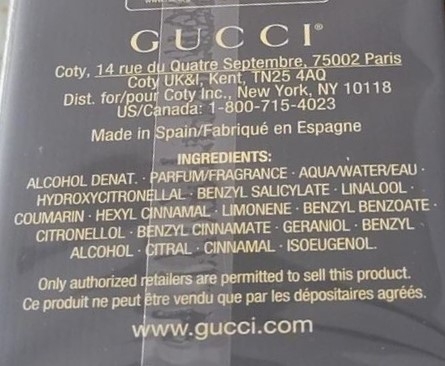 GUCCI®
Coty, 14 rue du Quatre Septembre, 75002 Paris
Coty UK&I, Kent, TN25 4AQ
Dist. for/pour Coty Inc., New York, NY 10118
US/Canada: 1-800-715-4023
Made in Spain/Fabriqué en Espagne
INGREDIENTS:
ALCOHOL DENAT. · PARFUM/FRAGRANCE · AQUA/WATER/EAU ·
HYDROXYCITRONELLAL · BENZYL SALICYLATE · LINALOOL ·
COUMARIN · HEXYL CINNAMAL · LIMONENE · BENZYL BENZOATE ·
CITRONELLOL · BENZYL CINNAMATE · GERANIOL · BENZYL
ALCOHOL · CITRAL · CINNAMAL · ISOEUGENOL.
Only authorized retailers are permitted to sell this product.
Ce produit ne peut être vendu que par les dépositaires agréés.
www.gucci.com